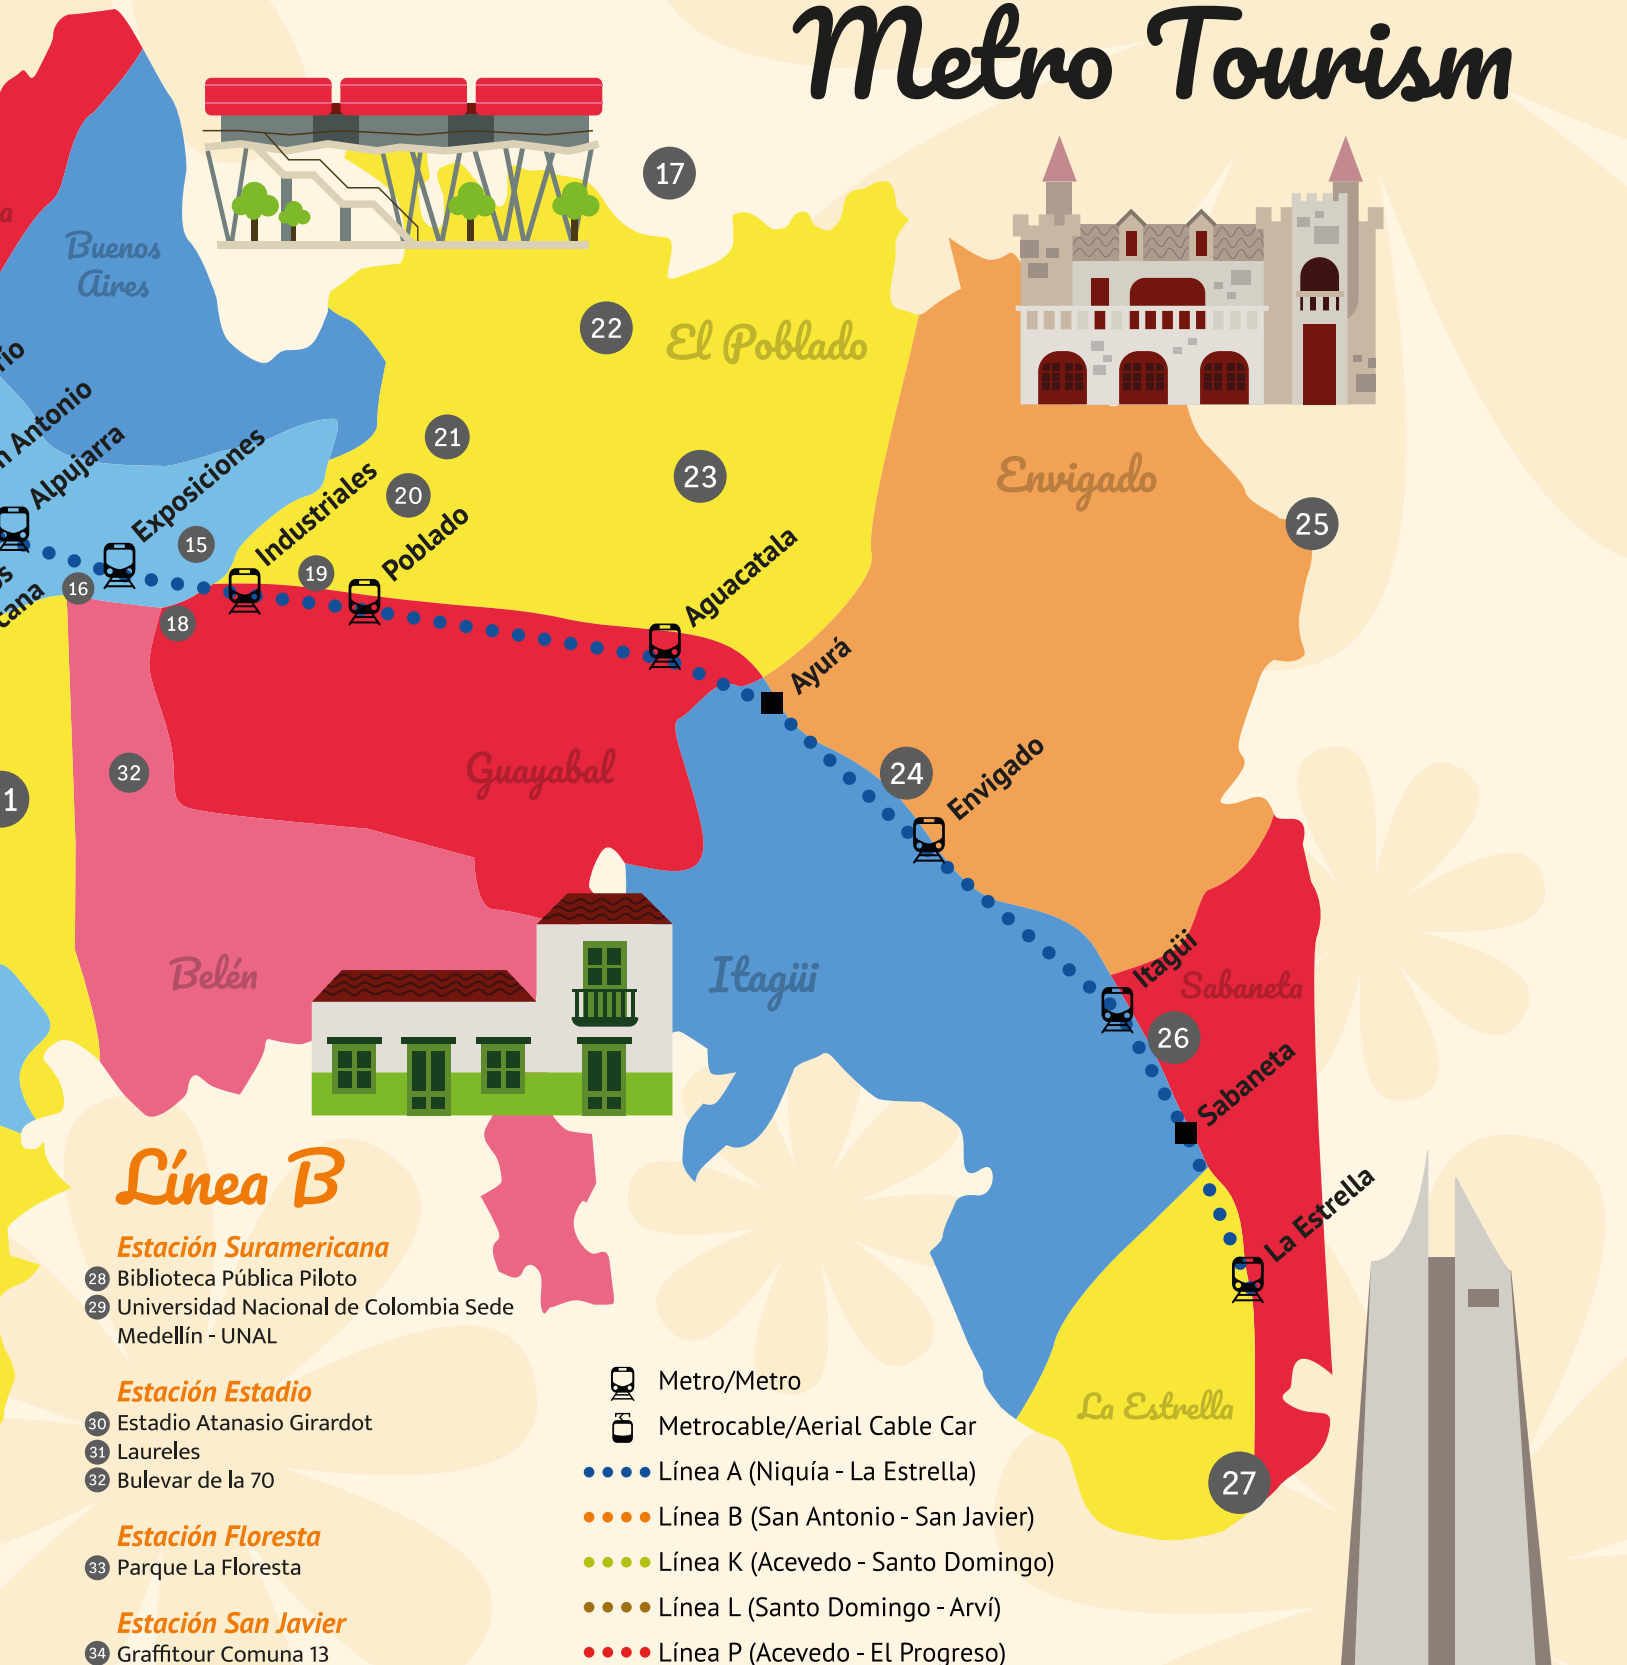 Metro Tourism
17
Buenos
Aires
22
El Poblado
21
23
20
Envigado
25
Antonio
Alpujarra
Exposiciones
15
Industriales
Poblado
19
16
18
Aguacatala
Ayurá
32
Guayabal
24
Envigado
1
Belén
Itagüi
Itagüi
Sabaneta
26
Sabaneta
La Estrella
La Estrella
27
Línea B
Estación Suramericana
28 Biblioteca Pública Piloto
29 Universidad Nacional de Colombia Sede
Medellín - UNAL
Estación Estadio
30 Estadio Atanasio Girardot
31 Laureles
32 Bulevar de la 70
Estación Floresta
33 Parque La Floresta
Estación San Javier
34 Graffitour Comuna 13
Metro/Metro
Metrocable/Aerial Cable Car
Línea A (Niquía - La Estrella)
Línea B (San Antonio - San Javier)
Línea K (Acevedo - Santo Domingo)
Línea L (Santo Domingo - Arví)
Línea P (Acevedo - El Progreso)